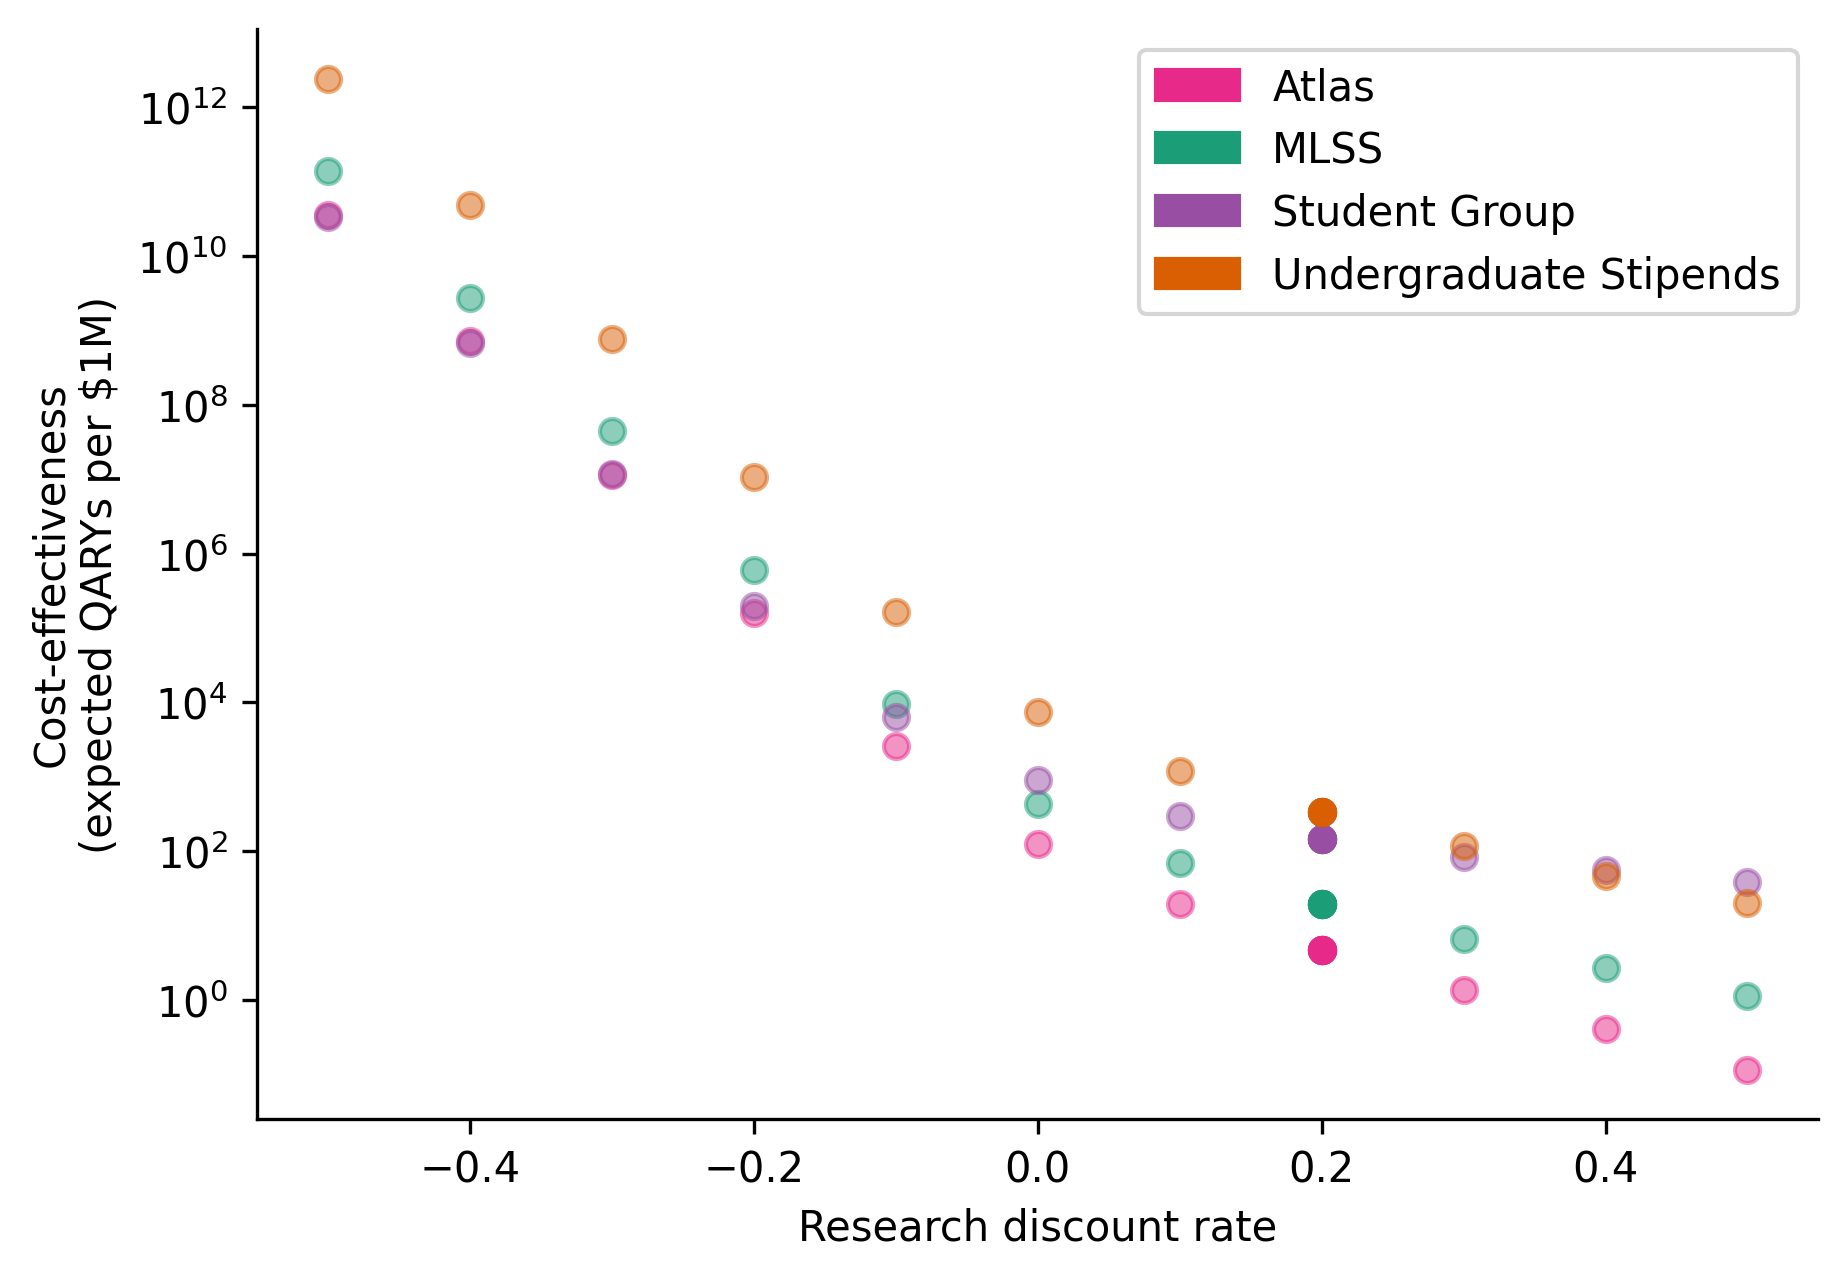 Cost-effectiveness
(expected QARYs per $1M)
10¹²
10¹⁰
10⁸
10⁶
10⁴
10²
10⁰
Atlas
MLSS
Student Group
Undergraduate Stipends
−0.4
−0.2
0.0
0.2
0.4
Research discount rate